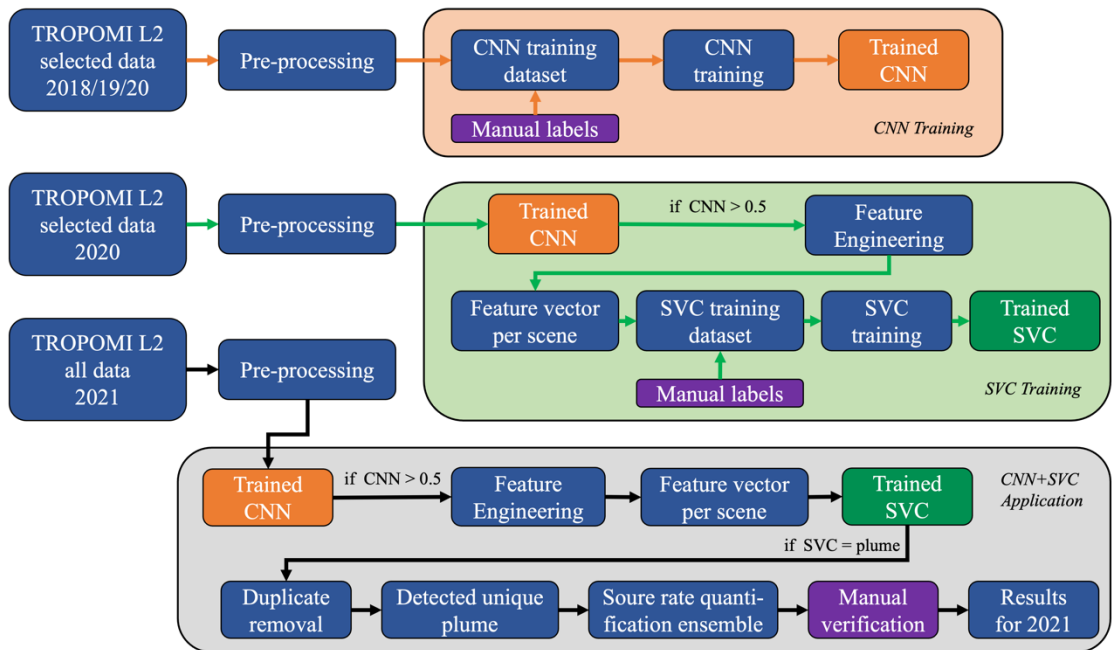 TROPOMI L2
selected data
2018/19/20
Pre-processing
CNN training
dataset
CNN
training
Trained
CNN
Manual labels
CNN Training
TROPOMI L2
selected data
2020
Pre-processing
Trained
CNN
if CNN > 0.5
Feature
Engineering
Feature vector
per scene
SVC training
dataset
SVC
training
Trained
SVC
Manual labels
SVC Training
TROPOMI L2
all data
2021
Pre-processing
Trained
CNN
if CNN > 0.5
Feature
Engineering
Feature vector
per scene
Trained
SVC
CNN+SVC
Application
if SVC = plume
Duplicate
removal
Detected unique
plume
Soure rate quanti-
fication ensemble
Manual
verification
Results
for 2021